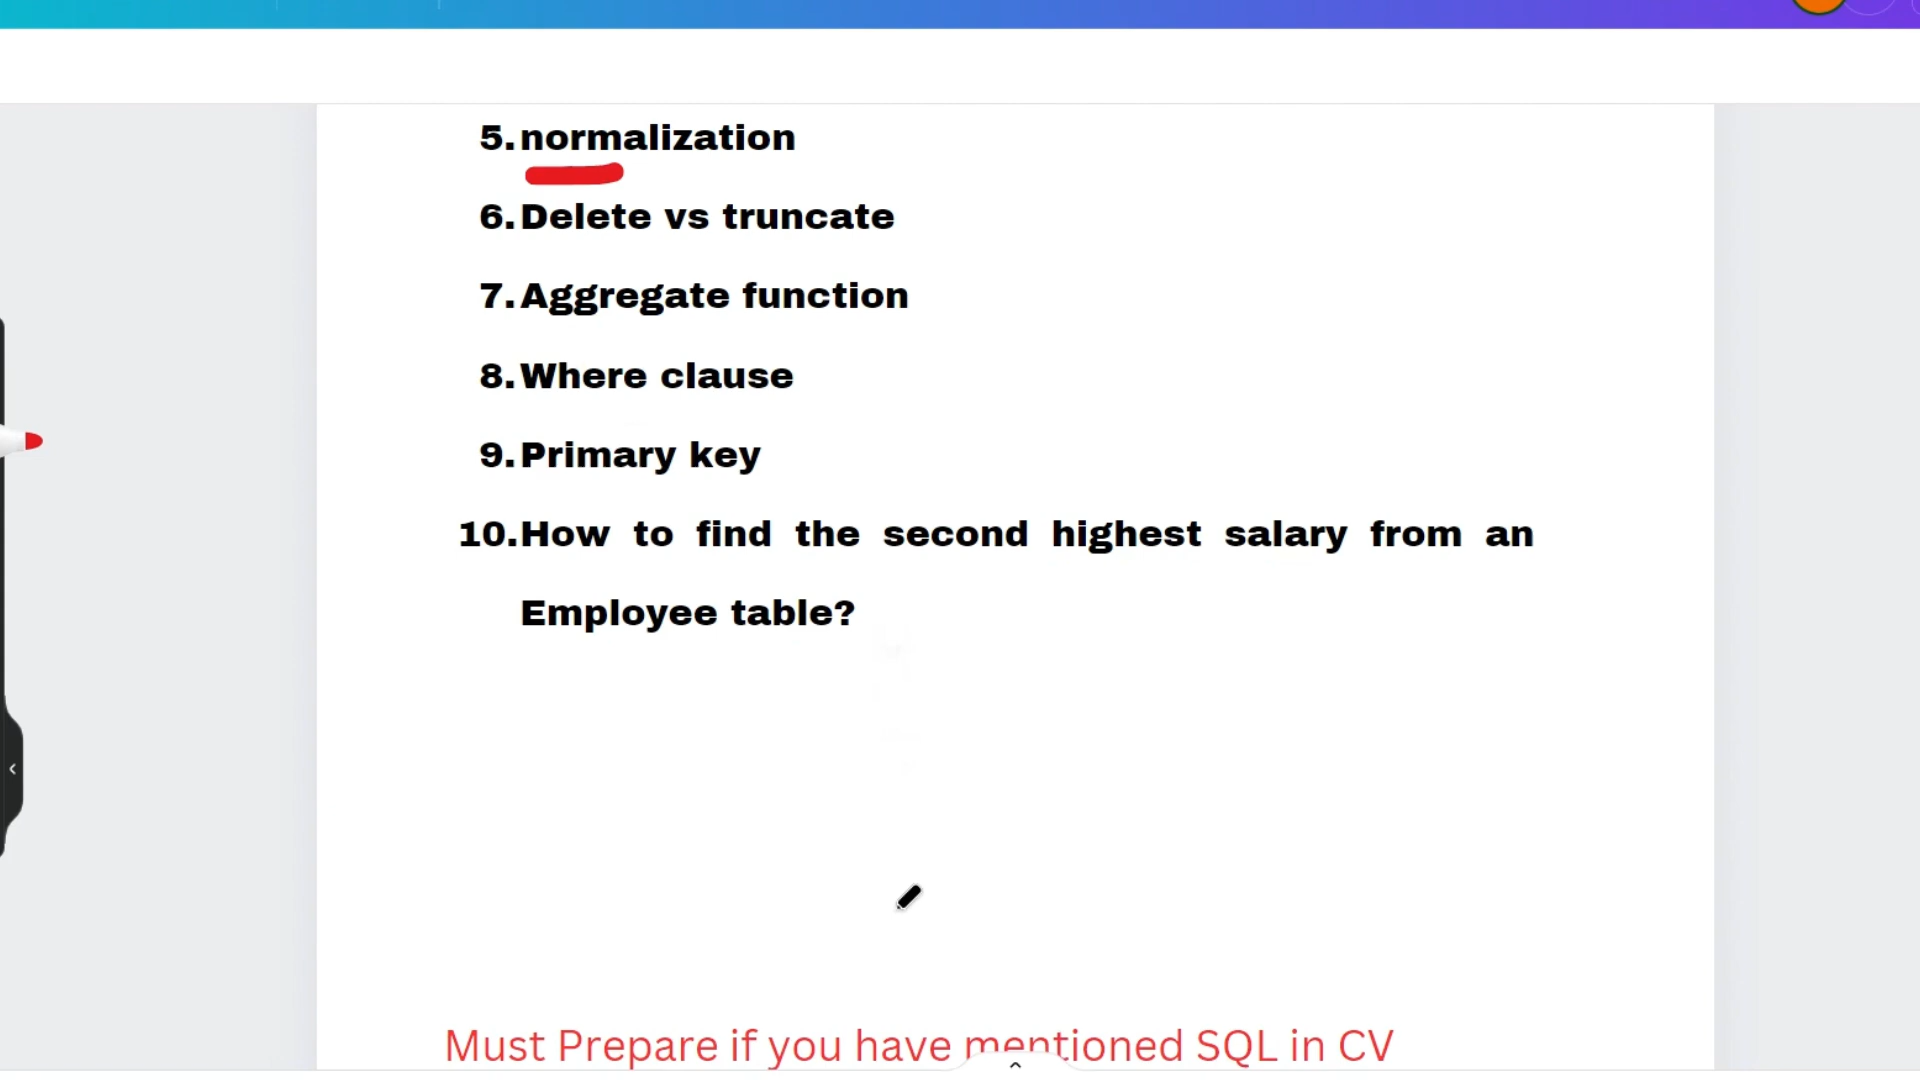 5. normalization
6. Delete vs truncate
7. Aggregate function
8. Where clause
9. Primary key
10. How to find the second highest salary from an
Employee table?
Must Prepare if you have mentioned SQL in CV